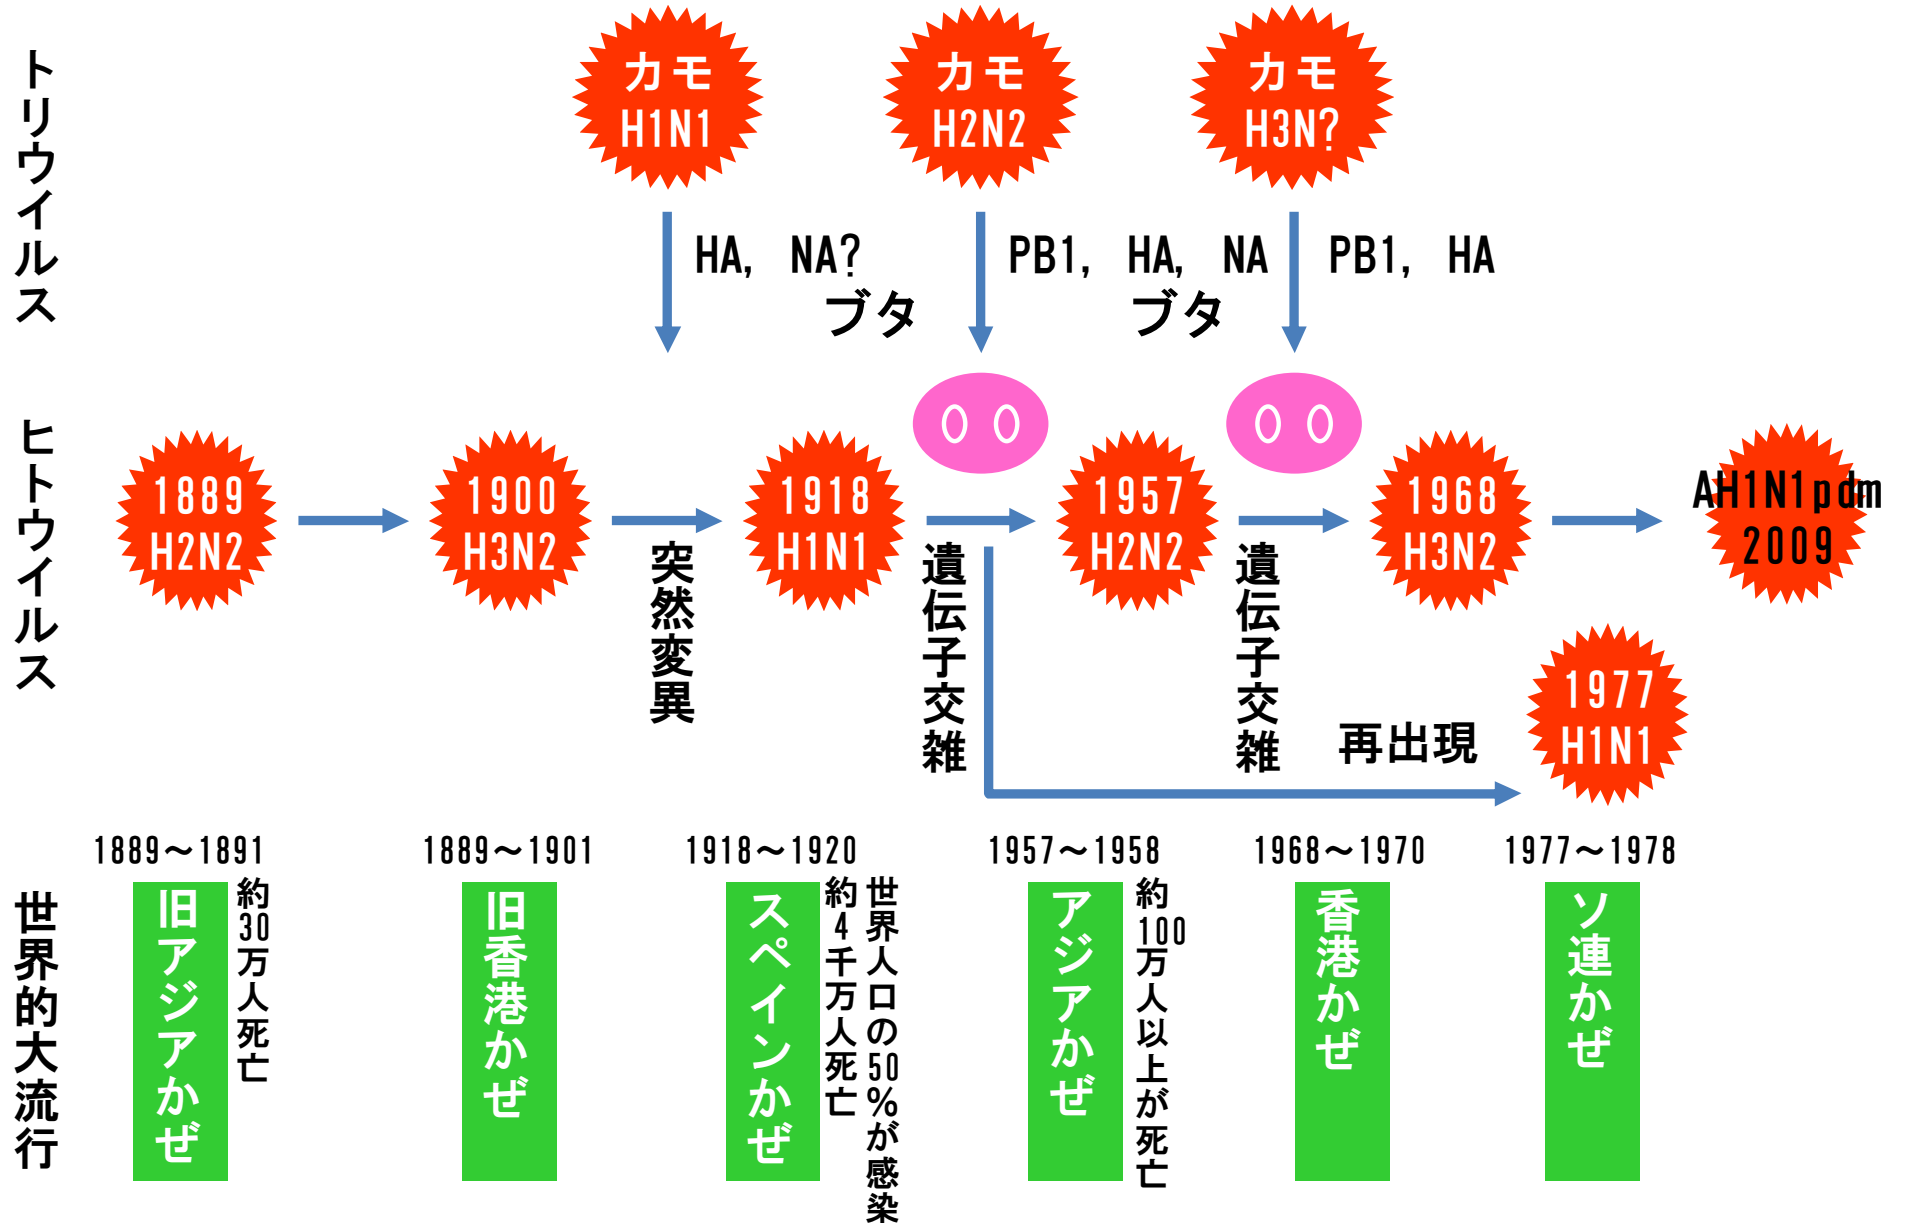 トリウイルス
カモ
H1N1
カモ
H2N2
カモ
H3N?
HA, NA?
PB1, HA, NA
PB1, HA
ブタ
ブタ
ヒトウイルス
1889
H2N2
1900
H3N2
1918
H1N1
1957
H2N2
1968
H3N2
AH1N1pdm
2009
突然変異
遺伝子交雑
遺伝子交雑
再出現
1977
H1N1
世界的大流行
1889～1891
旧アジアかぜ
約30万人死亡
1889～1901
旧香港かぜ
1918～1920
スペインかぜ
世界人口の50%が感染
約4千万人死亡
1957～1958
アジアかぜ
約100万人以上が死亡
1968～1970
香港かぜ
1977～1978
ソ連かぜ